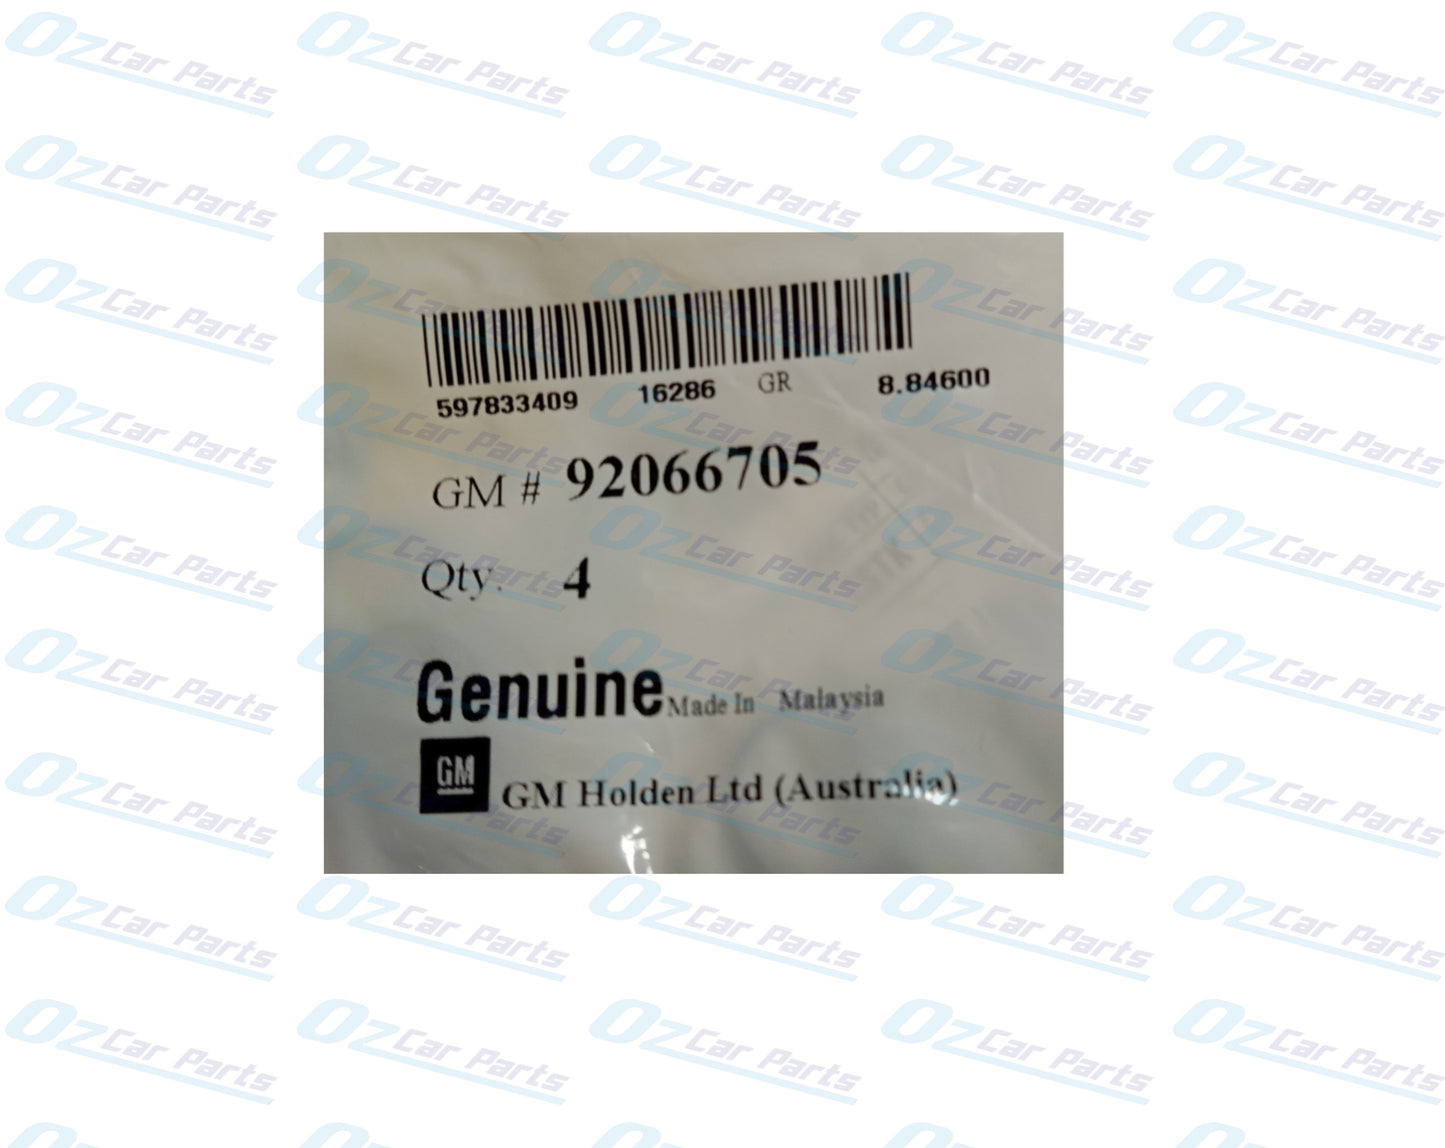 597833409 16286 GR 8.84600
GM # 92066705
Qty. 4
Genuine Made In Malaysia
GM
GM Holden Ltd (Australia)
Oz Car Parts